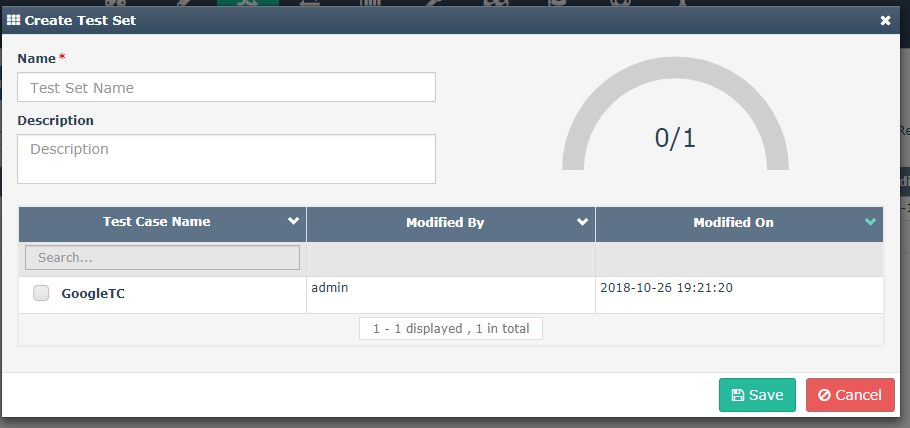 Create Test Set
Name *
Test Set Name
Description
Description
0/1
Test Case Name Modified By Modified On
Search...
GoogleTC admin 2018-10-26 19:21:20
1 - 1 displayed , 1 in total
Save Cancel